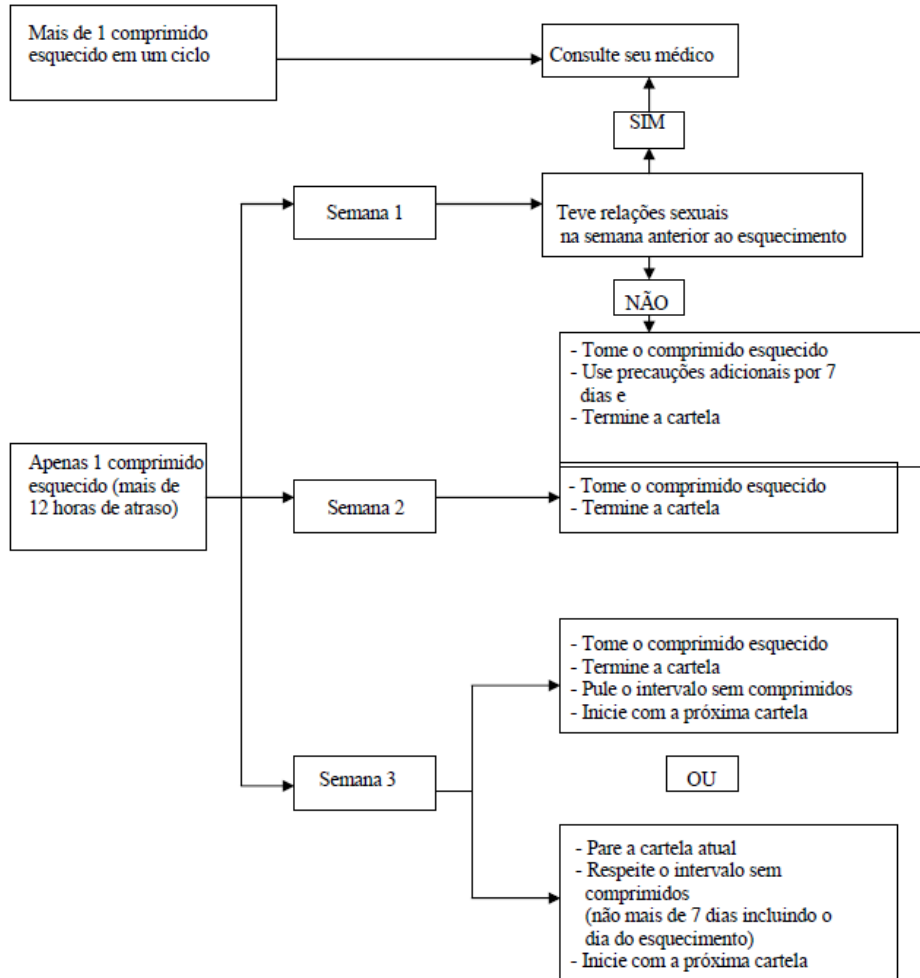 Mais de 1 comprimido
esquecido em um ciclo
Consulte seu médico
SIM
Semana 1
Teve relações sexuais
na semana anterior ao esquecimento
NÃO
- Tome o comprimido esquecido
- Use precauções adicionais por 7
dias e
- Termine a cartela
Apenas 1 comprimido
esquecido (mais de
12 horas de atraso)
Semana 2
- Tome o comprimido esquecido
- Termine a cartela
- Tome o comprimido esquecido
- Termine a cartela
- Pule o intervalo sem comprimidos
- Inicie com a próxima cartela
Semana 3
OU
- Pare a cartela atual
- Respeite o intervalo sem
comprimidos
(não mais de 7 dias incluindo o
dia do esquecimento)
- Inicie com a próxima cartela